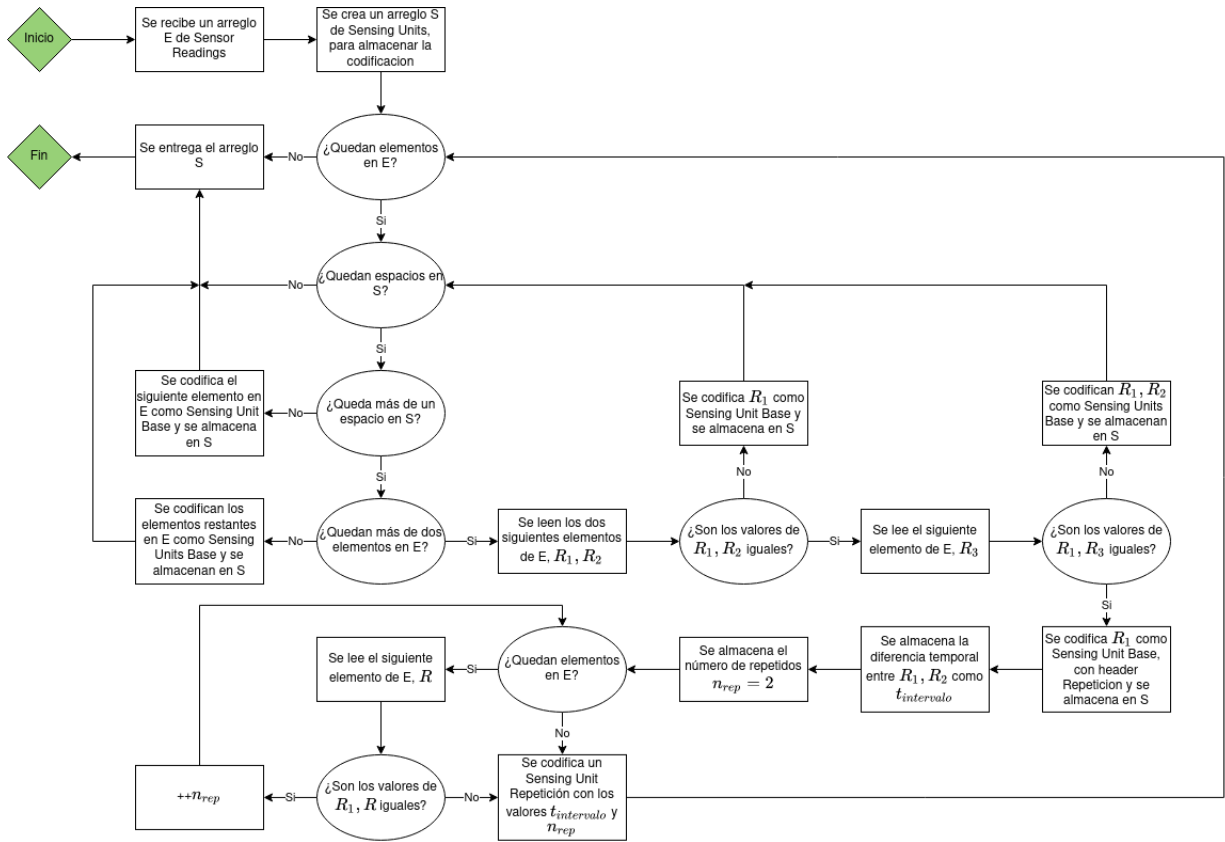 Inicio
Se recibe un arreglo
E de Sensor
Readings
Se crea un arreglo S
de Sensing Units,
para almacenar la
codificacion
Fin
Se entrega el arreglo
S
No
¿Quedan elementos
en E?
Si
¿Quedan espacios en
S?
No
Si
Se codifica el
siguiente elemento en
E como Sensing Unit
Base y se almacena
en S
No
¿Queda más de un
espacio en S?
Si
Se codifica R₁ como
Sensing Unit Base y
se almacena en S
No
Se codifican R₁, R₂
como Sensing Units
Base y se almacenan
en S
No
Se codifican los
elementos restantes
en E como Sensing
Units Base y se
almacenan en S
No
¿Quedan más de dos
elementos en E?
Si
Se leen los dos
siguientes elementos
de E, R₁, R₂
¿Son los valores de
R₁, R₂ iguales?
Si
Se lee el siguiente
elemento de E, R₃
¿Son los valores de
R₁, R₃ iguales?
Si
Se codifica R₁ como
Sensing Unit Base,
con header
Repeticion y se
almacena en S
Se almacena la
diferencia temporal
entre R₁, R₂ como
t_intervalo
Se almacena el
número de repetidos
n_rep = 2
¿Quedan elementos
en E?
Si
Se lee el siguiente
elemento de E, R
No
¿Son los valores de
R₁, R iguales?
Si
++n_rep
No
Se codifica un
Sensing Unit
Repetición con los
valores t_intervalo y
n_rep